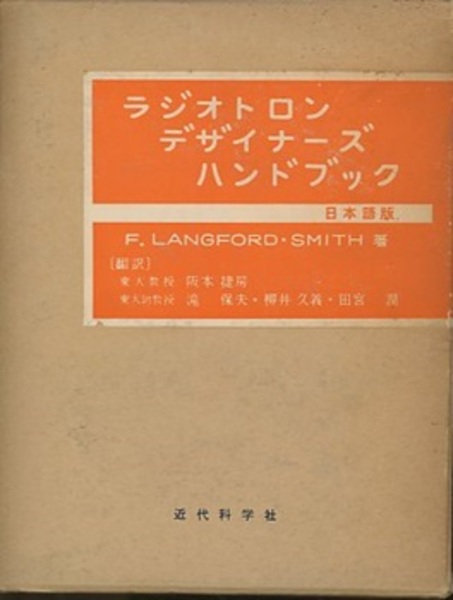 ラジオトロン
デザイナーズ
ハンドブック
日本語版.
F. LANGFORD・SMITH 著
〔翻訳〕
東大教授 阪本捷房
東大助教授 滝 保夫・柳井久義・田宮 潤
近代科学社